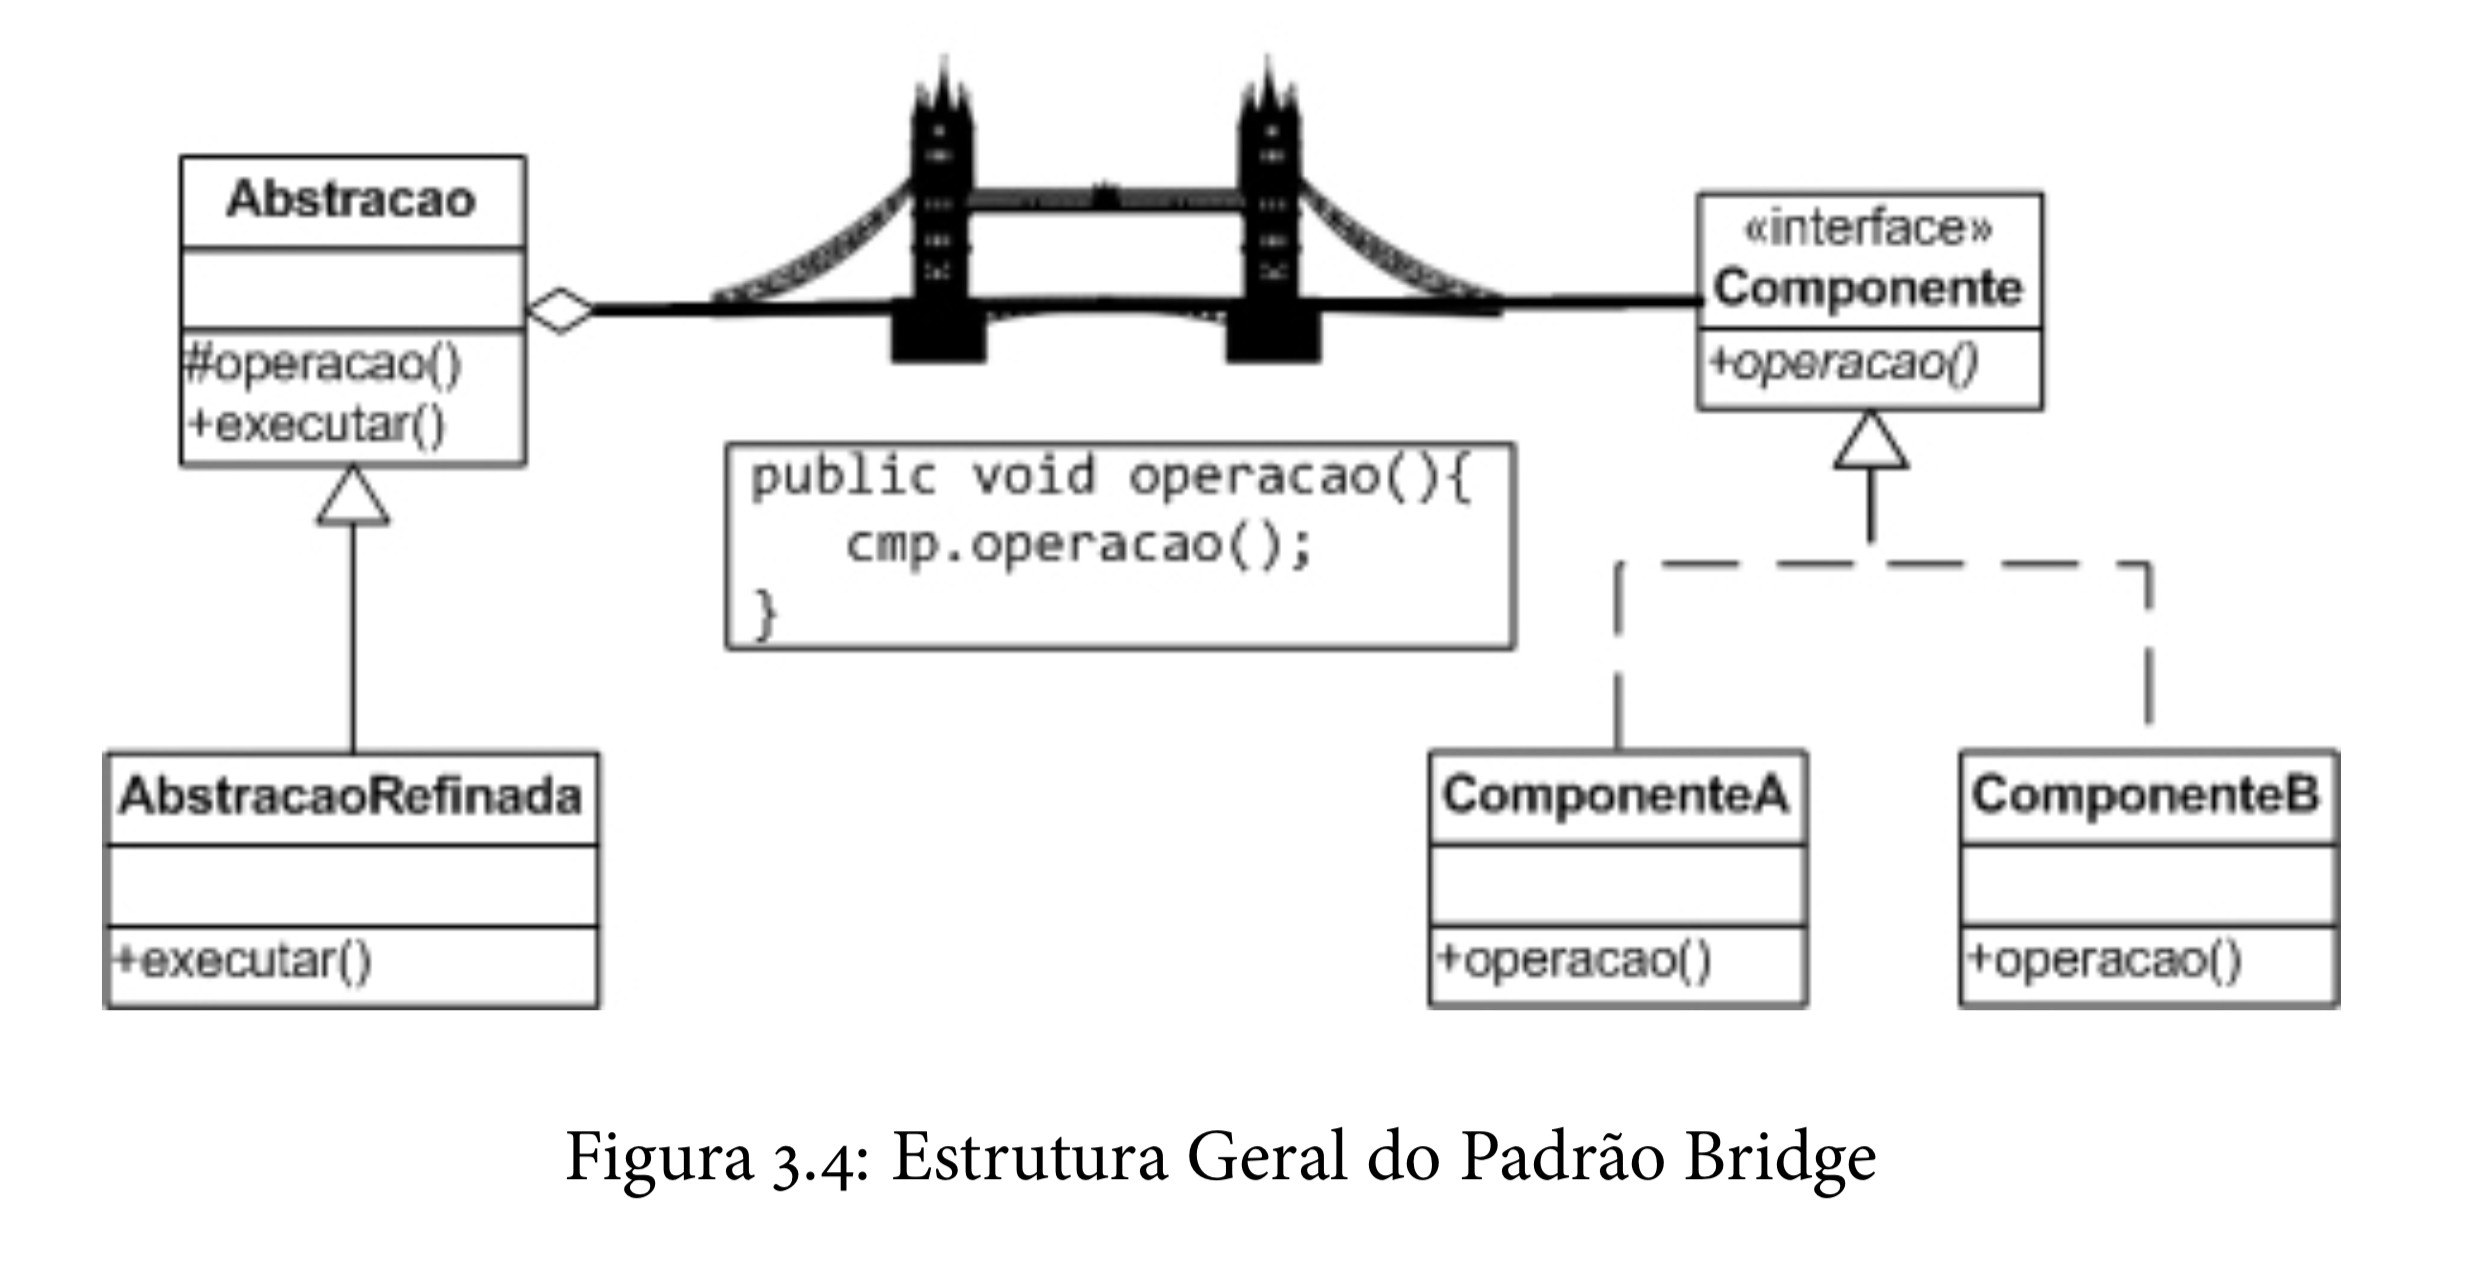 Abstracao
#operacao()
+executar()
«interface»
Componente
+operacao()
public void operacao(){
cmp.operacao();
}
AbstracaoRefinada
+executar()
ComponenteA
+operacao()
ComponenteB
+operacao()
Figura 3.4: Estrutura Geral do Padrão Bridge